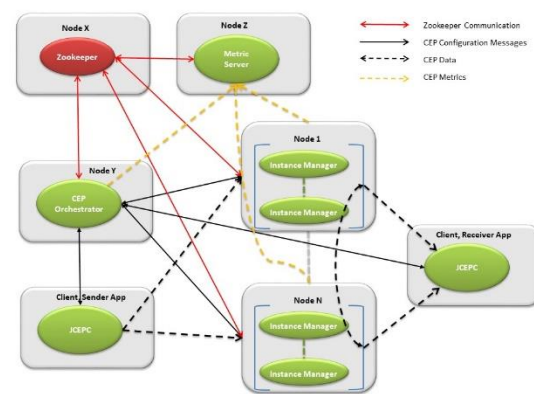 Node X
Zookeeper
Node Z
Metric
Server
Zookeeper Communication
CEP Configuration Messages
CEP Data
CEP Metrics
Node Y
CEP
Orchestrator
Node 1
Instance Manager
Instance Manager
Client, Receiver App
JCEPC
Client, Sender App
JCEPC
Node N
Instance Manager
Instance Manager